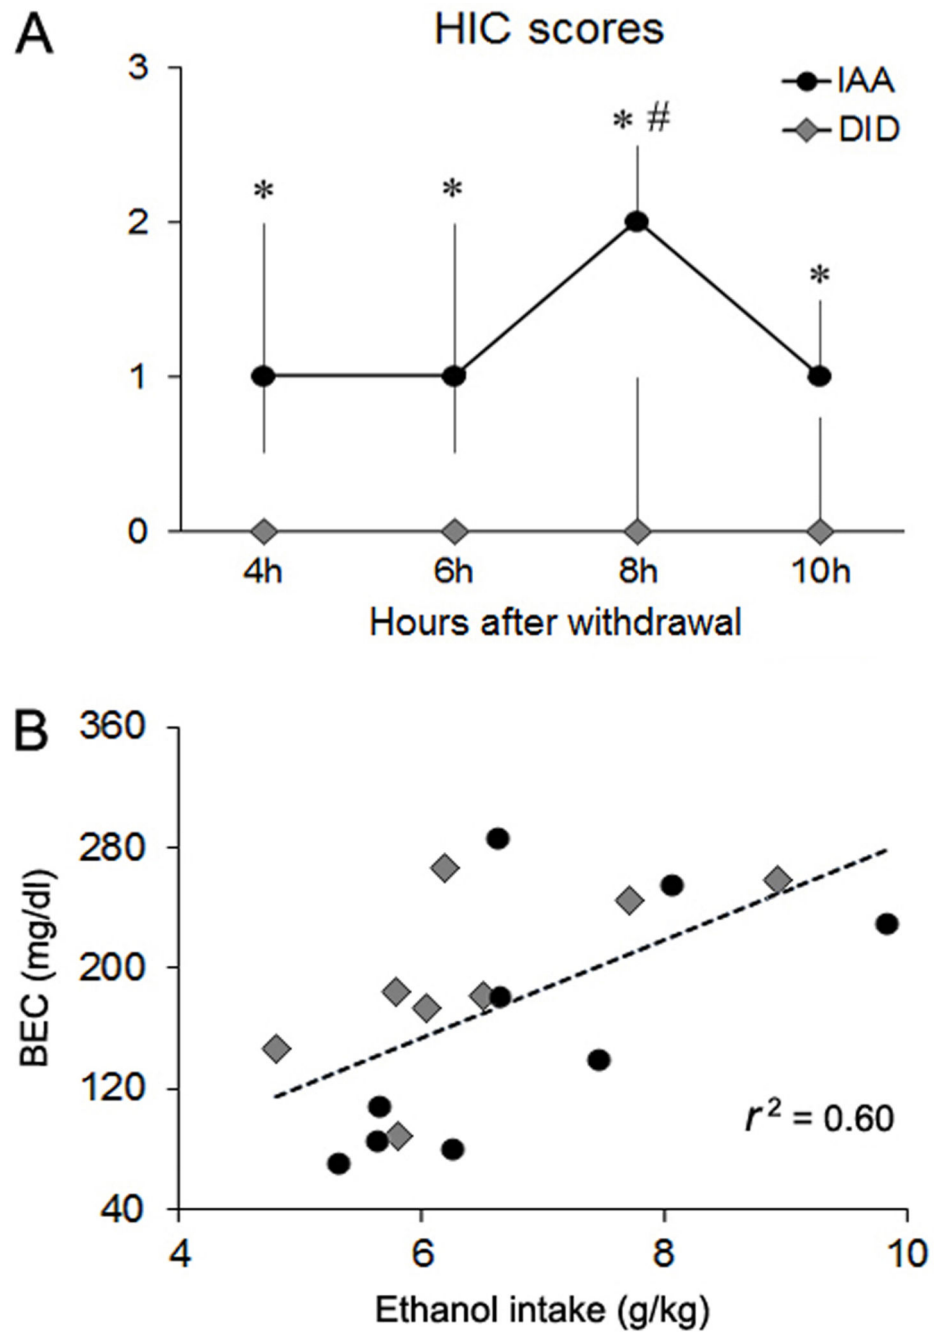 A
HIC scores
3
IAA
DID
* #
* *
2
*
1
0
4h 6h 8h 10h
Hours after withdrawal
B
360
280
BEC (mg/dl)
200
120
r² = 0.60
40
4 6 8 10
Ethanol intake (g/kg)